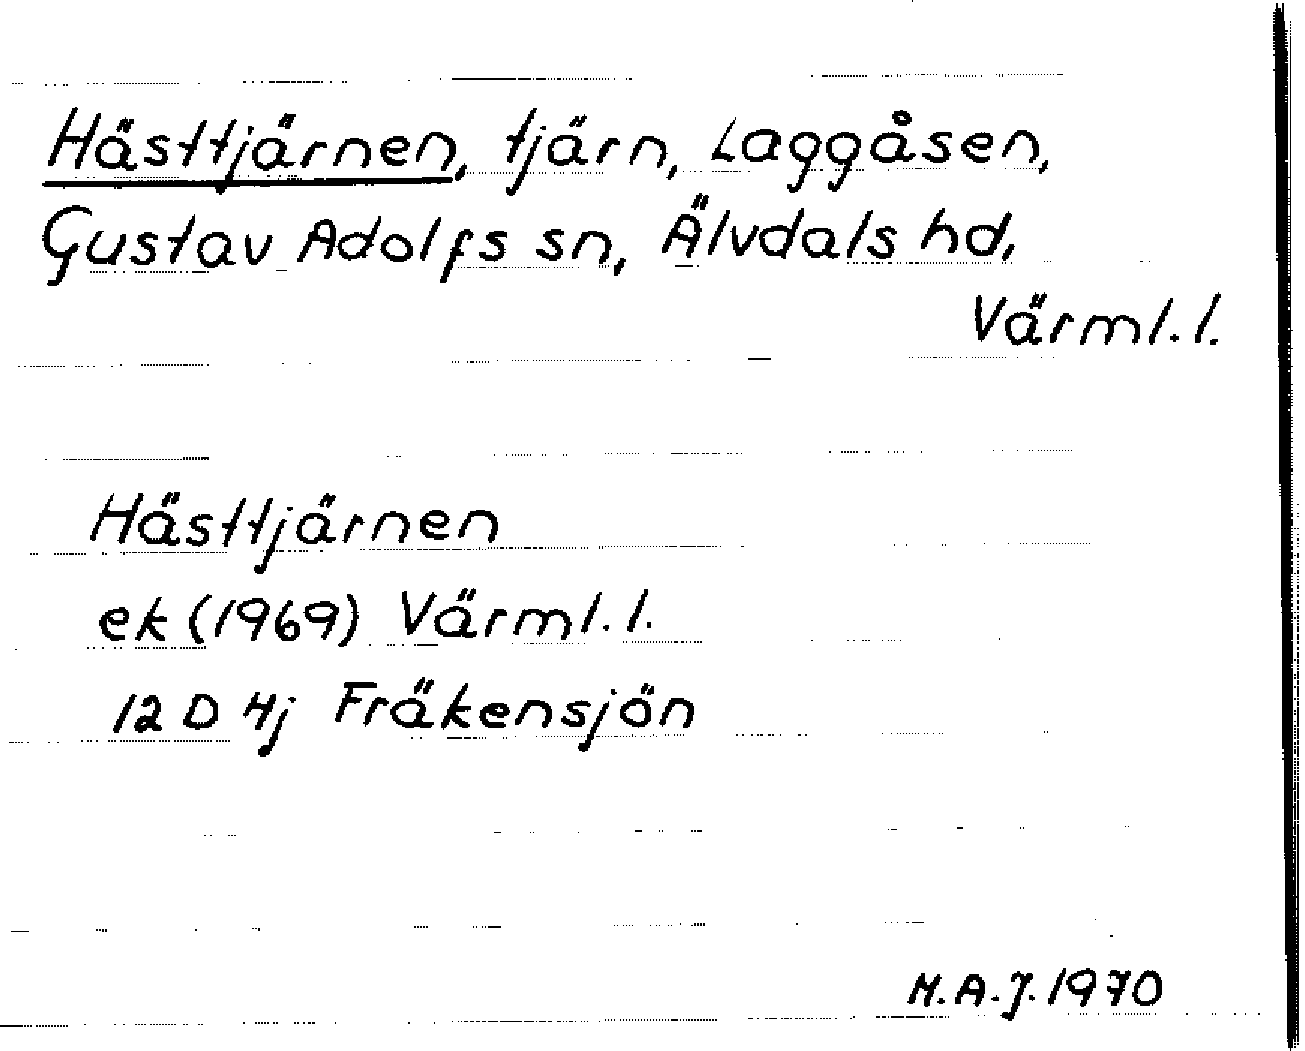 Hästtjärnen, tjärn, Laggåsen,
Gustav Adolfs sn, Älvdals hd,
Värml. l.
Hästtjärnen
ek (1969) Värml. l.
12 D 4j Fräkensjön
M.A.J. 1970